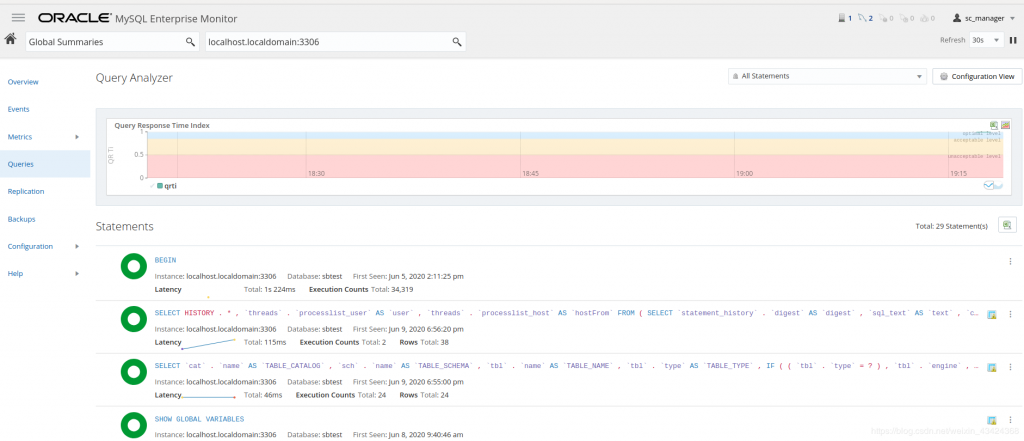 ORACLE MySQL Enterprise Monitor
1 2 0 0 0
sc_manager
Global Summaries
localhost.localdomain:3306
Refresh 30s
Overview
Events
Metrics
Queries
Replication
Backups
Configuration
Help
Query Analyzer
All Statements
Configuration View
Query Response Time Index
QRTI
1
0.5
0
optimal level
acceptable level
unacceptable level
18:30
18:45
19:00
19:15
qrti
Statements
Total: 29 Statement(s)
BEGIN
Instance: localhost.localdomain:3306 Database: sbtest First Seen: Jun 5, 2020 2:11:25 pm
Latency Total: 1s 224ms Execution Counts Total: 34,319
SELECT HISTORY . * , `threads` . `processlist_user` AS `user` , `threads` . `processlist_host` AS `hostFrom` FROM ( SELECT `statement_history` . `digest` AS `digest` , `sql_text` AS `text` , `c...
Instance: localhost.localdomain:3306 Database: sbtest First Seen: Jun 9, 2020 6:56:20 pm
Latency Total: 115ms Execution Counts Total: 2 Rows Total: 38
SELECT `cat` . `name` AS `TABLE_CATALOG` , `sch` . `name` AS `TABLE_SCHEMA` , `tbl` . `name` AS `TABLE_NAME` , `tbl` . `type` AS `TABLE_TYPE` , IF ( ( `tbl` . `type` = ? ) , `tbl` . `engine` , ...
Instance: localhost.localdomain:3306 Database: sbtest First Seen: Jun 9, 2020 6:55:00 pm
Latency Total: 46ms Execution Counts Total: 24 Rows Total: 24
SHOW GLOBAL VARIABLES
Instance: localhost.localdomain:3306 Database: sbtest First Seen: Jun 8, 2020 9:40:46 am